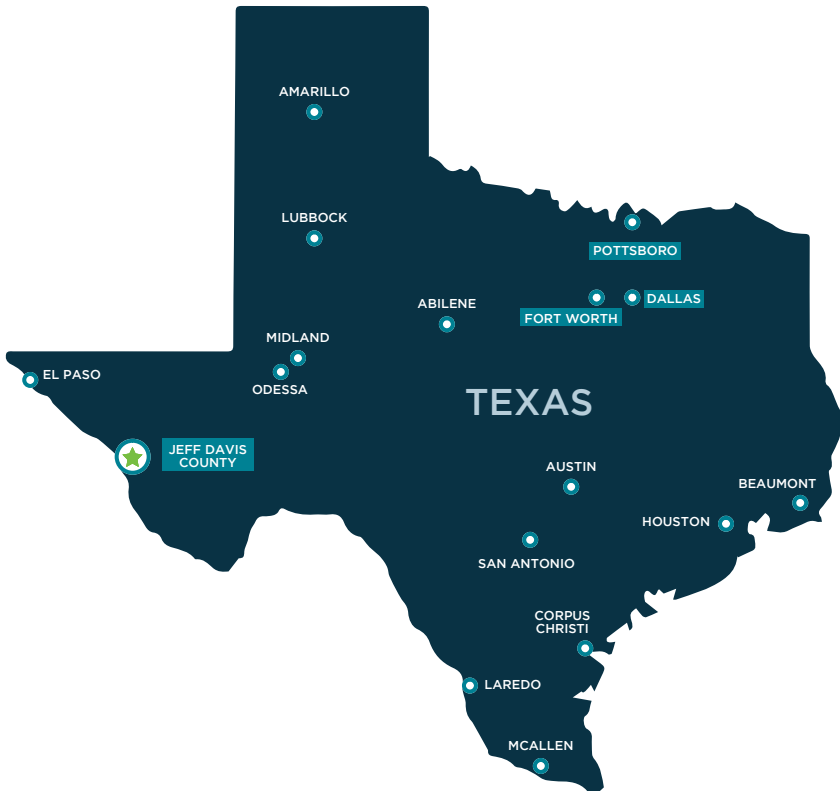 AMARILLO
LUBBOCK
POTTSBORO
ABILENE
DALLAS
FORT WORTH
MIDLAND
EL PASO
ODESSA
TEXAS
JEFF DAVIS
COUNTY
AUSTIN
BEAUMONT
HOUSTON
SAN ANTONIO
CORPUS
CHRISTI
LAREDO
MCALLEN